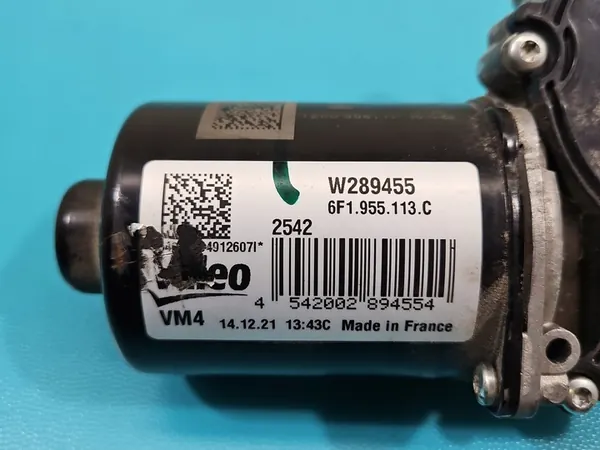 W289455
6F1.955.113.C
2542
4912607I*
Valeo
4 542002 894554
VM4 14.12.21 13:43C Made in France